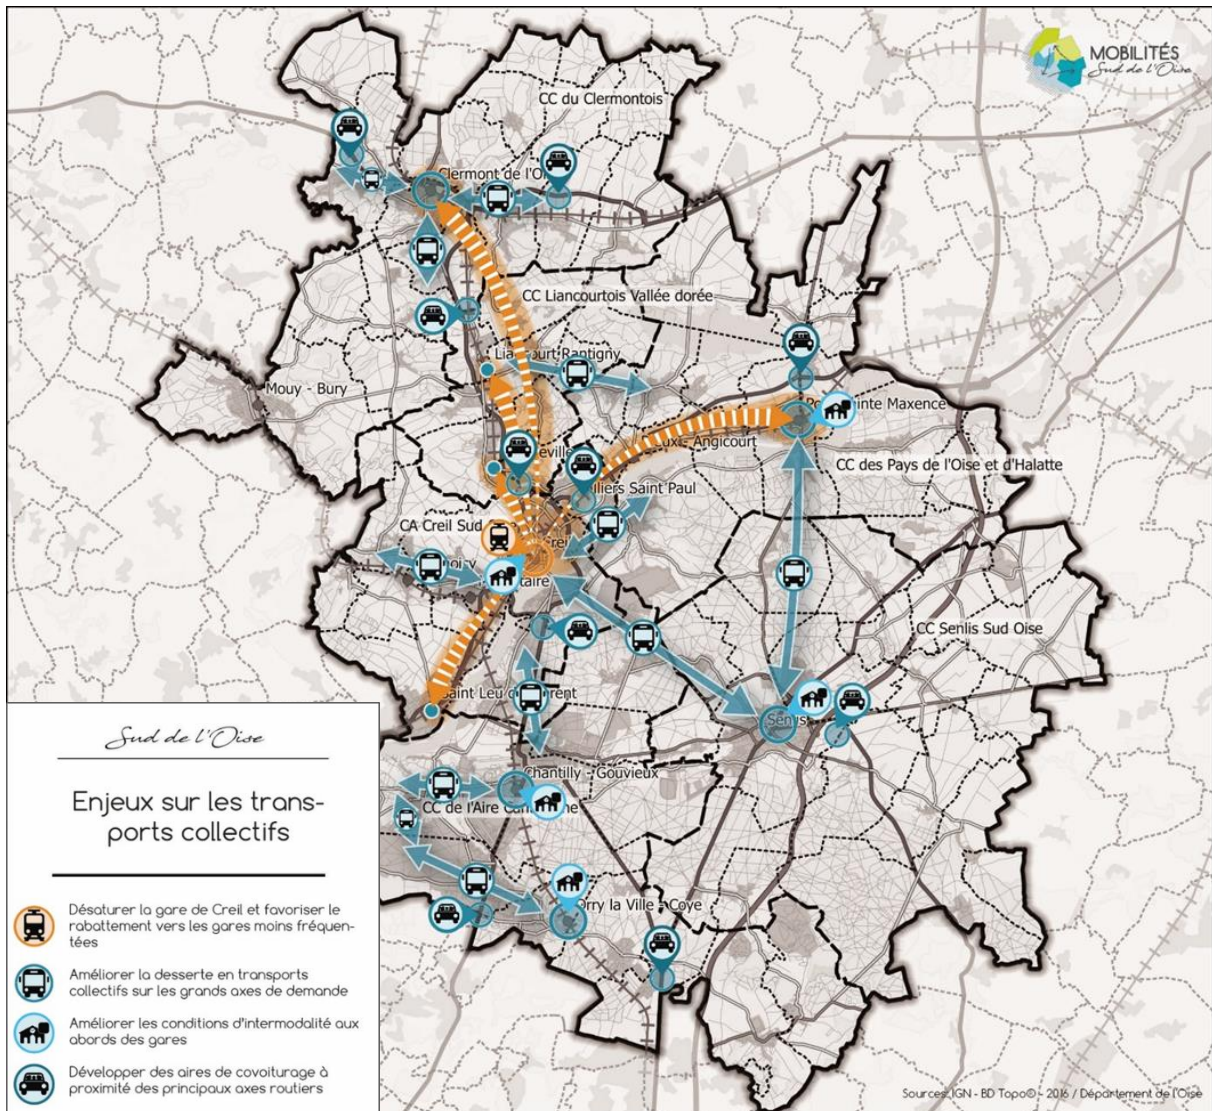 MOBILITÉS
Sud de l'Oise
CC du Clermontois
Clermont de l'O
CC Liancourtois Vallée dorée
Liancourt Rantigny
Mouy - Bury
Sainte Maxence
Angicourt
CC des Pays de l'Oise et d'Halatte
Villiers Saint Paul
CA Creil Sud
CC Senlis Sud Oise
Saint Leu d'Esserent
Senlis
Chantilly - Gouvieux
CC de l'Aire
Orry la Ville - Coye
Sud de l'Oise
Enjeux sur les trans-
ports collectifs
Désaturer la gare de Creil et favoriser le
rabattement vers les gares moins fréquen-
tées
Améliorer la desserte en transports
collectifs sur les grands axes de demande
Améliorer les conditions d'intermodalité aux
abords des gares
Développer des aires de covoiturage à
proximité des principaux axes routiers
Sources: IGN - BD Topo© - 2016 / Département de l'Oise